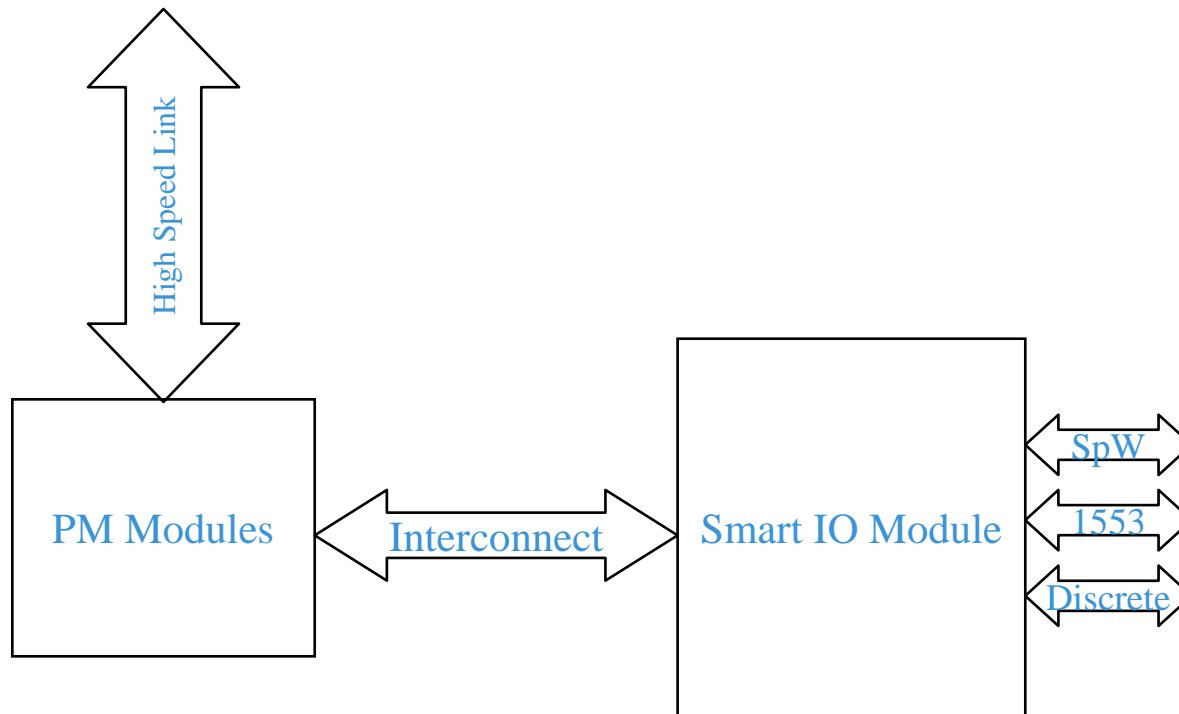 High Speed Link
PM Modules
Interconnect
Smart IO Module
SpW
1553
Discrete